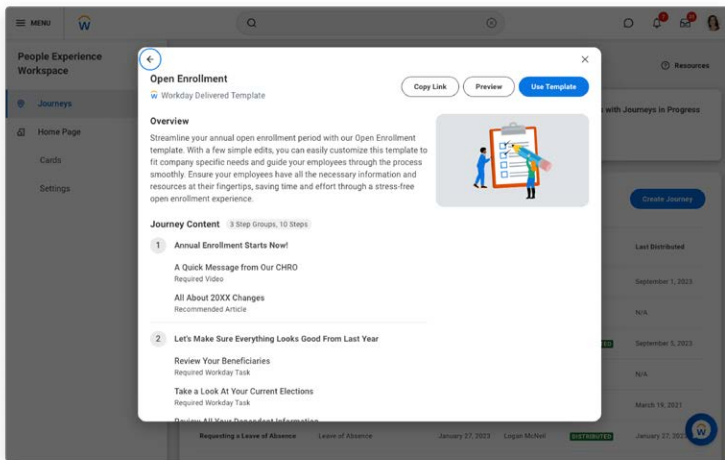 MENU
7
31
People Experience
Workspace
Journeys
Home Page
Cards
Settings
Resources
with Journeys in Progress
Create Journey
Last Distributed
September 1, 2023
N/A
September 5, 2023
N/A
March 19, 2021
Requesting a Leave of Absence Leave of Absence January 27, 2023 Logan McNeil DISTRIBUTED January 27, 202
Open Enrollment
Workday Delivered Template
Copy Link
Preview
Use Template
Overview
Streamline your annual open enrollment period with our Open Enrollment
template. With a few simple edits, you can easily customize this template to
fit company specific needs and guide your employees through the process
smoothly. Ensure your employees have all the necessary information and
resources at their fingertips, saving time and effort through a stress-free
open enrollment experience.
Journey Content 3 Step Groups, 10 Steps
1 Annual Enrollment Starts Now!
A Quick Message from Our CHRO
Required Video
All About 20XX Changes
Recommended Article
2 Let's Make Sure Everything Looks Good From Last Year
Review Your Beneficiaries
Required Workday Task
Take a Look At Your Current Elections
Required Workday Task
Review All Your Dependent Information